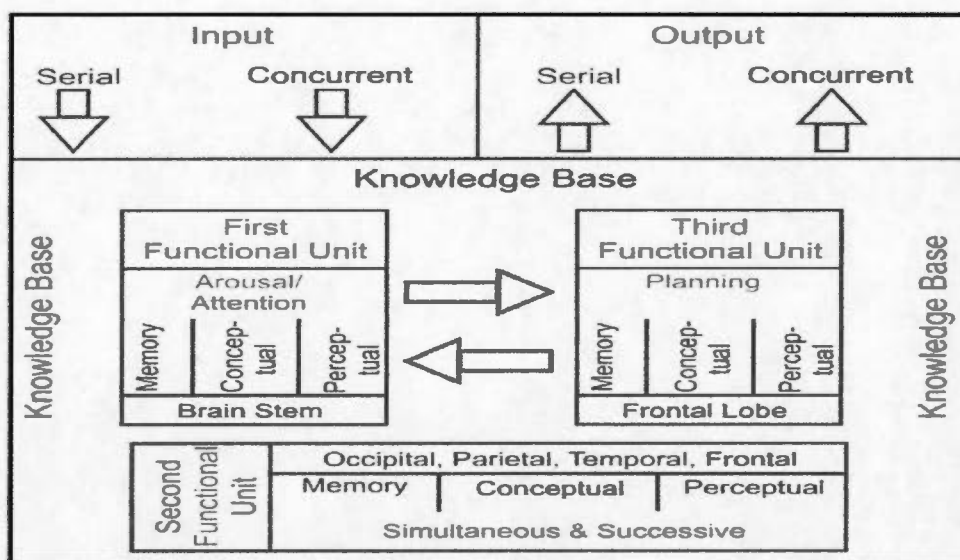 Input
Output
Serial
Concurrent
Serial
Concurrent
Knowledge Base
Knowledge Base
Knowledge Base
First
Functional Unit
Arousal/
Attention
Memory
Concep-
tual
Percep-
tual
Brain Stem
Third
Functional Unit
Planning
Memory
Concep-
tual
Percep-
tual
Frontal Lobe
Second
Functional
Unit
Occipital, Parietal, Temporal, Frontal
Memory
Conceptual
Perceptual
Simultaneous & Successive